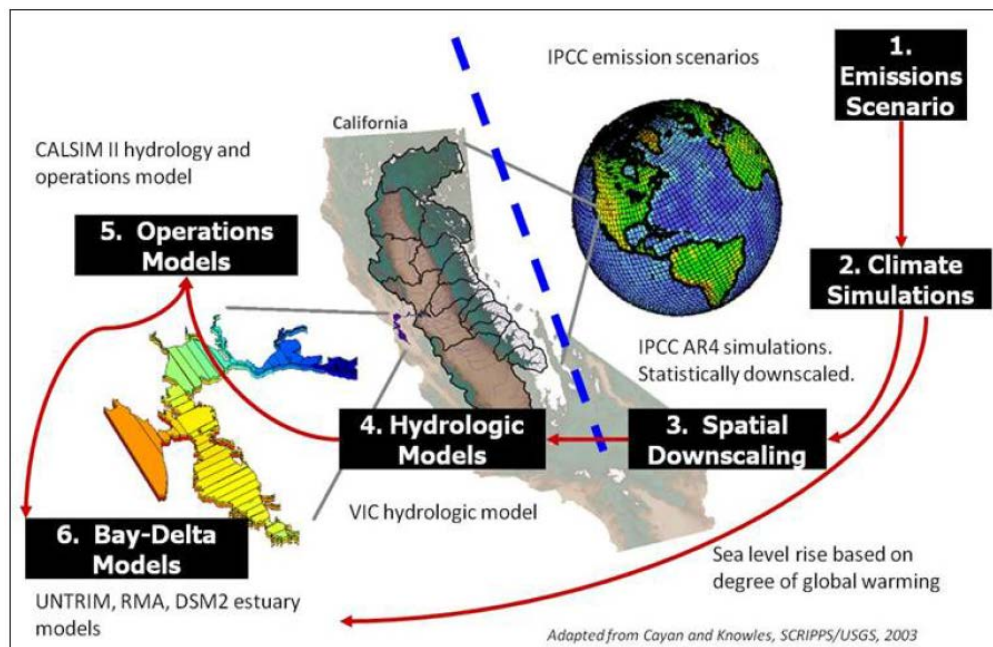 1.
Emissions
Scenario
IPCC emission scenarios
California
CALSIM II hydrology and
operations model
5. Operations
Models
2. Climate
Simulations
IPCC AR4 simulations.
Statistically downscaled.
4. Hydrologic
Models
3. Spatial
Downscaling
VIC hydrologic model
6. Bay-Delta
Models
Sea level rise based on
degree of global warming
UNTRIM, RMA, DSM2 estuary
models
Adapted from Cayan and Knowles, SCRIPPS/USGS, 2003